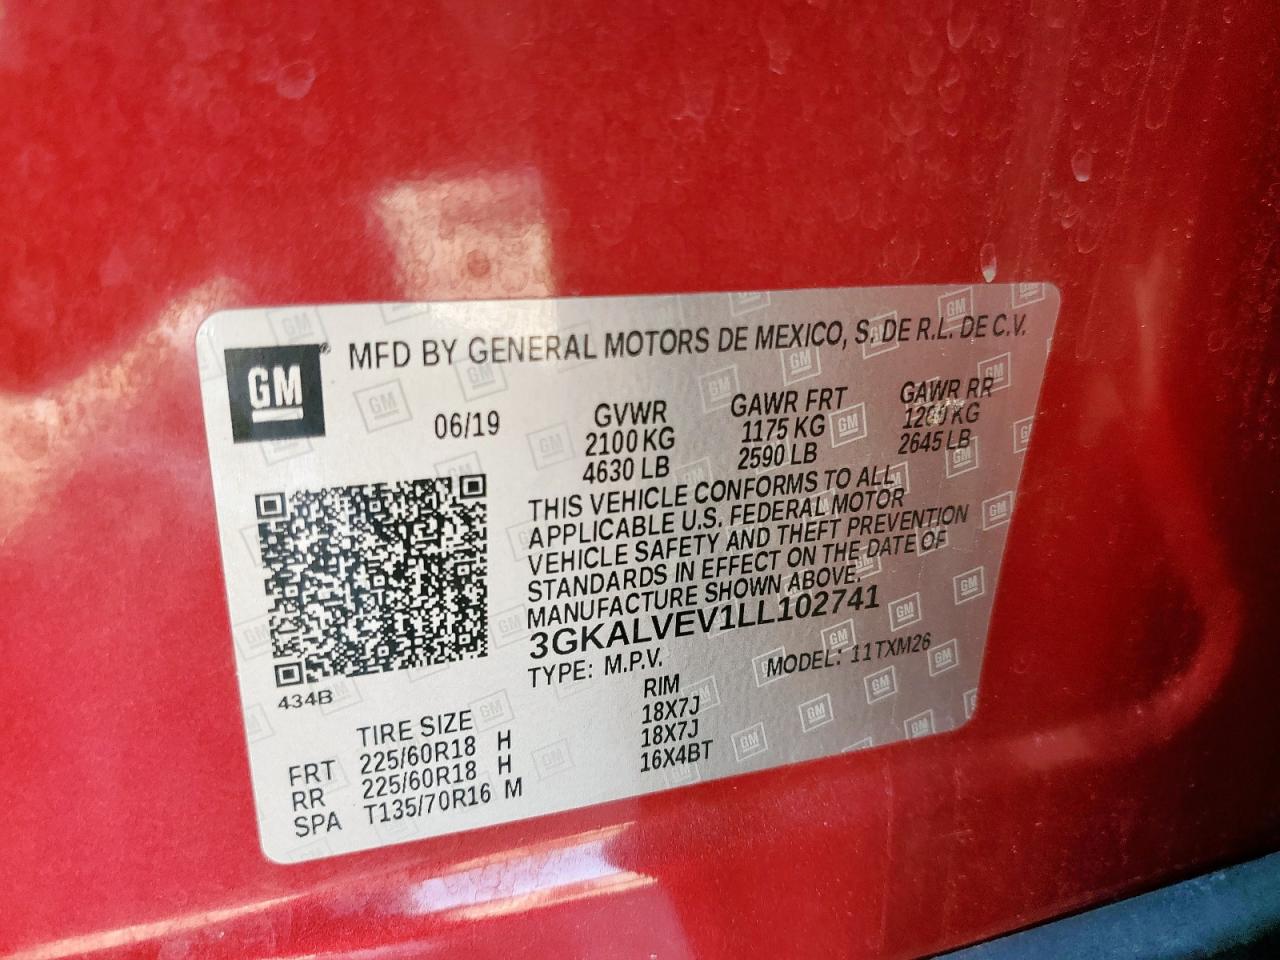 GM® MFD BY GENERAL MOTORS DE MEXICO, S. DE R.L. DE C.V.
06/19 GVWR GAWR FRT GAWR RR
2100 KG 1175 KG KG
4630 LB 2590 LB 2645 LB
THIS VEHICLE CONFORMS TO ALL
APPLICABLE U.S. FEDERAL MOTOR
VEHICLE SAFETY AND THEFT PREVENTION
STANDARDS IN EFFECT ON THE DATE OF
MANUFACTURE SHOWN ABOVE.
3GKALVEV1LL102741
TYPE: M.P.V. MODEL: 11TXM26
434B
TIRE SIZE RIM
FRT 225/60R18 H 18X7J
RR 225/60R18 H 18X7J
SPA T135/70R16 M 16X4BT